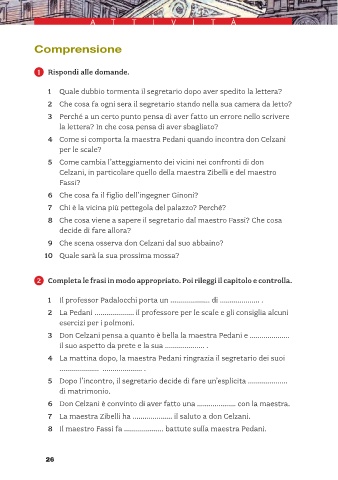 ATTIVITÀ
Comprensione
1 Rispondi alle domande.
1 Quale dubbio tormenta il segretario dopo aver spedito la lettera?
2 Che cosa fa ogni sera il segretario stando nella sua camera da letto?
3 Perché a un certo punto pensa di aver fatto un errore nello scrivere
la lettera? In che cosa pensa di aver sbagliato?
4 Come si comporta la maestra Pedani quando incontra don Celzani
per le scale?
5 Come cambia l'atteggiamento dei vicini nei confronti di don
Celzani, in particolare quello della maestra Zibelli e del maestro
Fassi?
6 Che cosa fa il figlio dell'ingegner Ginoni?
7 Chi è la vicina più pettegola del palazzo? Perché?
8 Che cosa viene a sapere il segretario dal maestro Fassi? Che cosa
decide di fare allora?
9 Che scena osserva don Celzani dal suo abbaino?
10 Quale sarà la sua prossima mossa?
2 Completa le frasi in modo appropriato. Poi rileggi il capitolo e controlla.
1 Il professor Padalocchi porta un .................... di .................... .
2 La Pedani .................... il professore per le scale e gli consiglia alcuni
esercizi per i polmoni.
3 Don Celzani pensa a quanto è bella la maestra Pedani e ....................
il suo aspetto da prete e la sua .................... .
4 La mattina dopo, la maestra Pedani ringrazia il segretario dei suoi
.................... .................... .
5 Dopo l'incontro, il segretario decide di fare un'esplicita ....................
di matrimonio.
6 Don Celzani è convinto di aver fatto una .................... con la maestra.
7 La maestra Zibelli ha .................... il saluto a don Celzani.
8 Il maestro Fassi fa .................... battute sulla maestra Pedani.
26